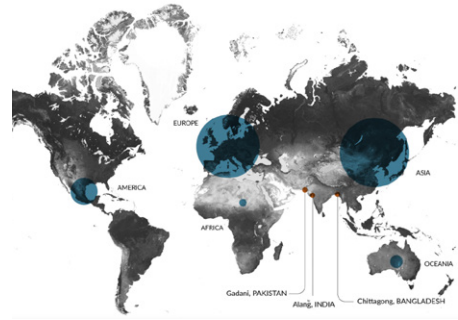 EUROPE
ASIA
AMERICA
AFRICA
OCEANIA
Gadani, PAKISTAN
Alang, INDIA
Chittagong, BANGLADESH